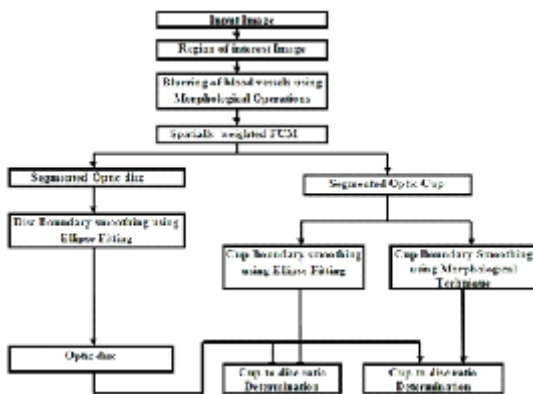 Input Image
Region of interest Image
Blurring of blood vessels using
Morphological Operations
Spatially weighted FCM
Segmented Optic disc
Segmented Optic Cup
Disc Boundary smoothing using
Ellipse Fitting
Cup Boundary smoothing
using Ellipse Fitting
Cup Boundary Smoothing
using Morphological
Technique
Optic disc
Cup to disc ratio
Determination
Cup to disc ratio
Determination